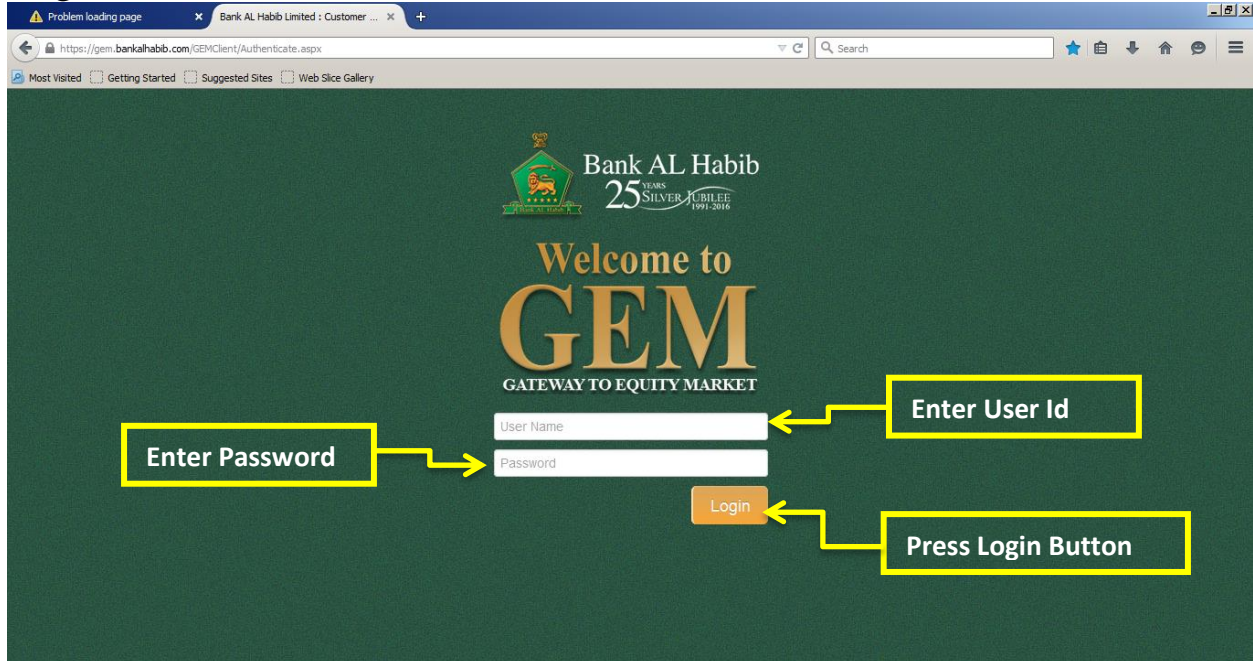 Problem loading page
Bank AL Habib Limited : Customer ...
https://gem.bankalhabib.com/GEMClient/Authenticate.aspx
Search
Most Visited
Getting Started
Suggested Sites
Web Slice Gallery
Bank AL Habib
25 YEARS SILVER JUBILEE
1991-2016
Welcome to
GEM
GATEWAY TO EQUITY MARKET
Enter User Id
User Name
Enter Password
Password
Login
Press Login Button